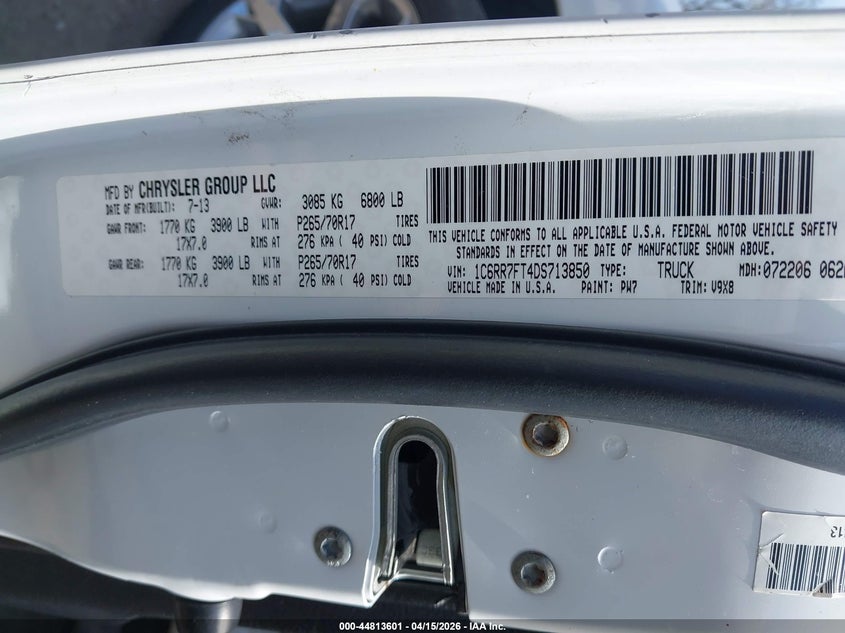 MFD BY CHRYSLER GROUP LLC
DATE OF MFR(BUILT): 7-13 GVWR: 3085 KG 6800 LB
GAWR FRONT: 1770 KG 3900 LB WITH P265/70R17 TIRES
17X7.0 RIMS AT 276 KPA ( 40 PSI) COLD
GAWR REAR: 1770 KG 3900 LB WITH P265/70R17 TIRES
17X7.0 RIMS AT 276 KPA ( 40 PSI) COLD
THIS VEHICLE CONFORMS TO ALL APPLICABLE U.S.A. FEDERAL MOTOR VEHICLE SAFETY
STANDARDS IN EFFECT ON THE DATE OF MANUFACTURE SHOWN ABOVE.
VIN: 1C6RR7FT4DS713850 TYPE: TRUCK MDH:072206 062
VEHICLE MADE IN U.S.A. PAINT: PW7 TRIM: V9X8
13
000-44813601 - 04/15/2026 - IAA Inc.